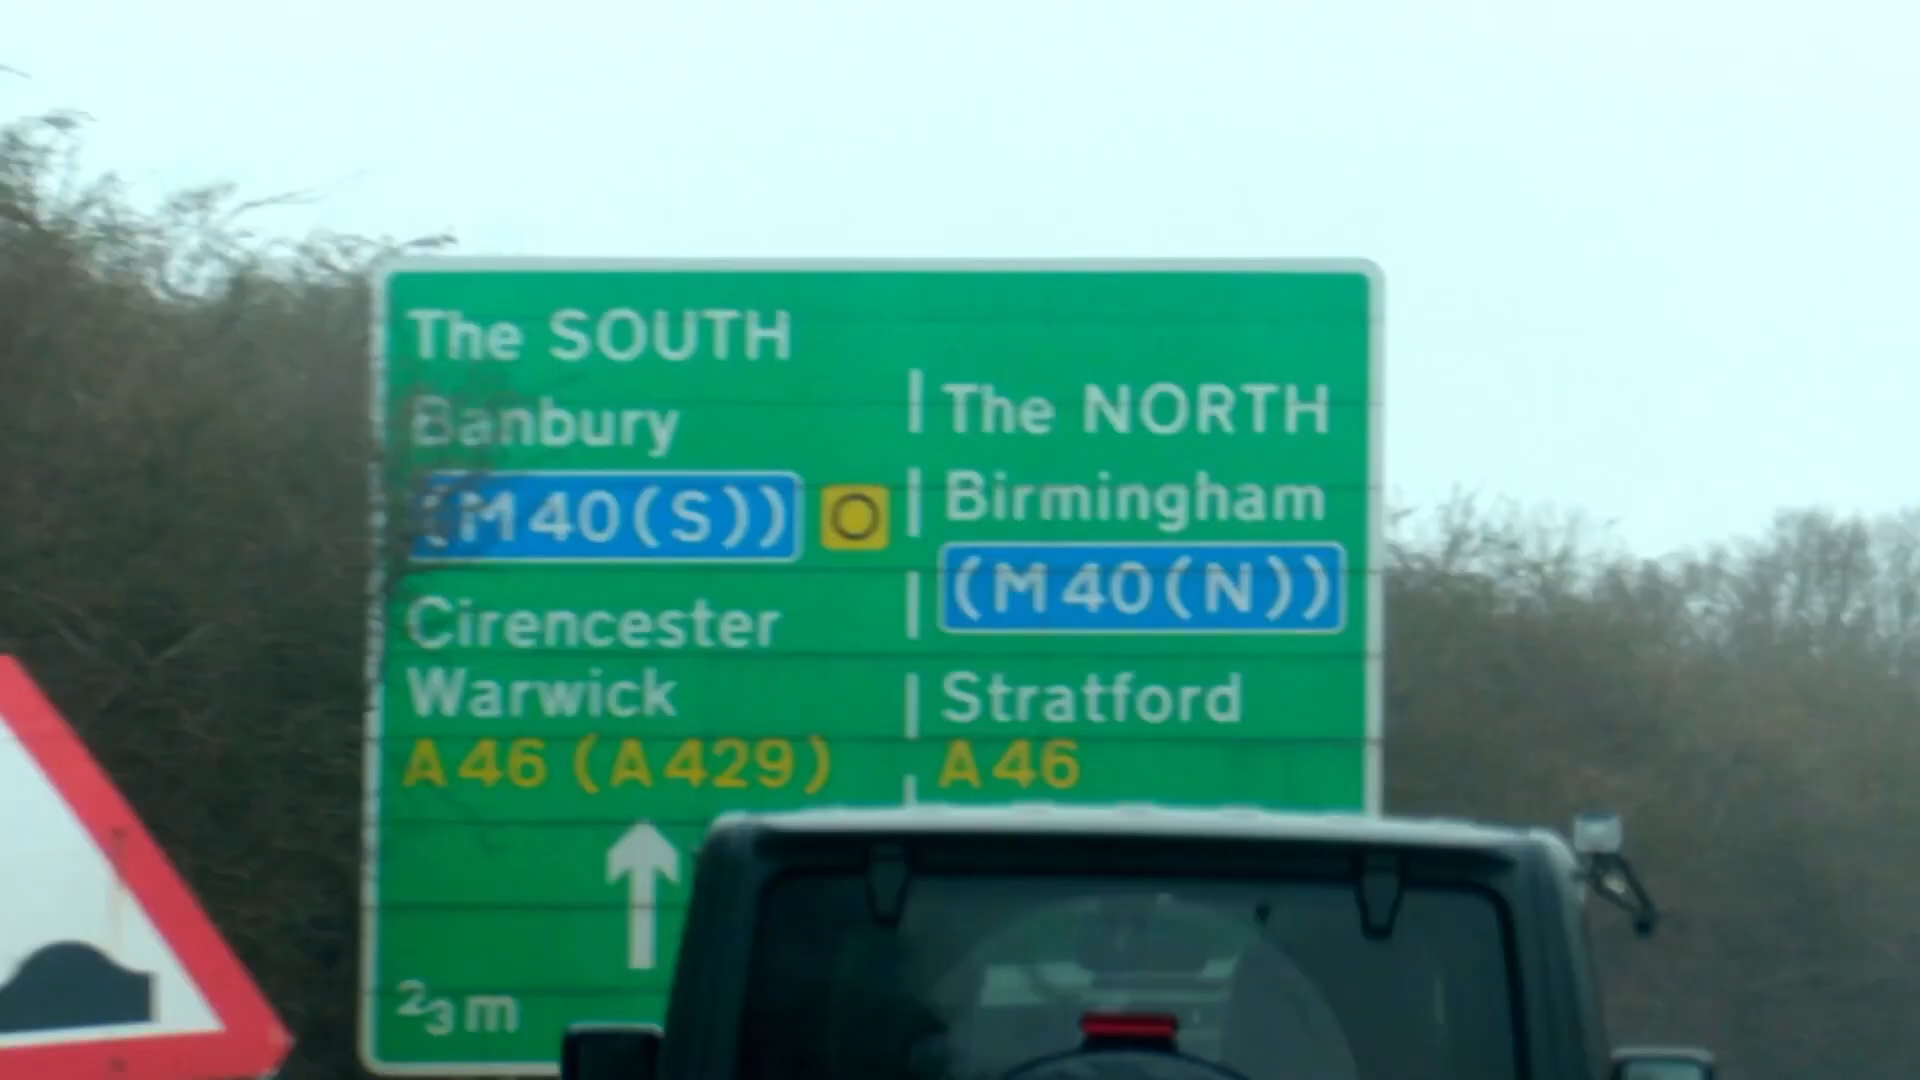 The SOUTH
Banbury
(M40(S))
Cirencester
Warwick
A46 (A429)
2/3 m
The NORTH
Birmingham
(M40(N))
Stratford
A46